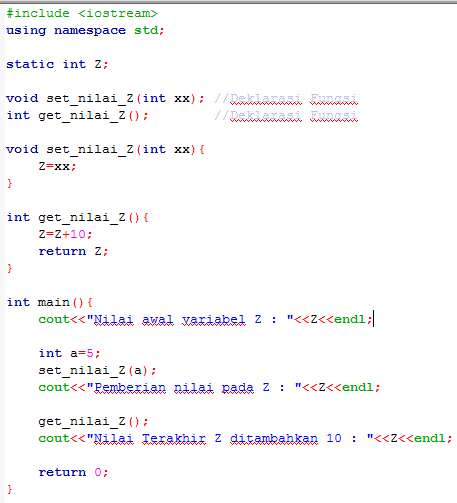 #include <iostream>
using namespace std;
static int Z;
void set_nilai_Z(int xx); //Deklarasi Fungsi
int get_nilai_Z(); //Deklarasi Fungsi
void set_nilai_Z(int xx){
Z=xx;
}
int get_nilai_Z(){
Z=Z+10;
return Z;
}
int main(){
cout<<"Nilai awal variabel Z : "<<Z<<endl;
int a=5;
set_nilai_Z(a);
cout<<"Pemberian nilai pada Z : "<<Z<<endl;
get_nilai_Z();
cout<<"Nilai Terakhir Z ditambahkan 10 : "<<Z<<endl;
return 0;
}